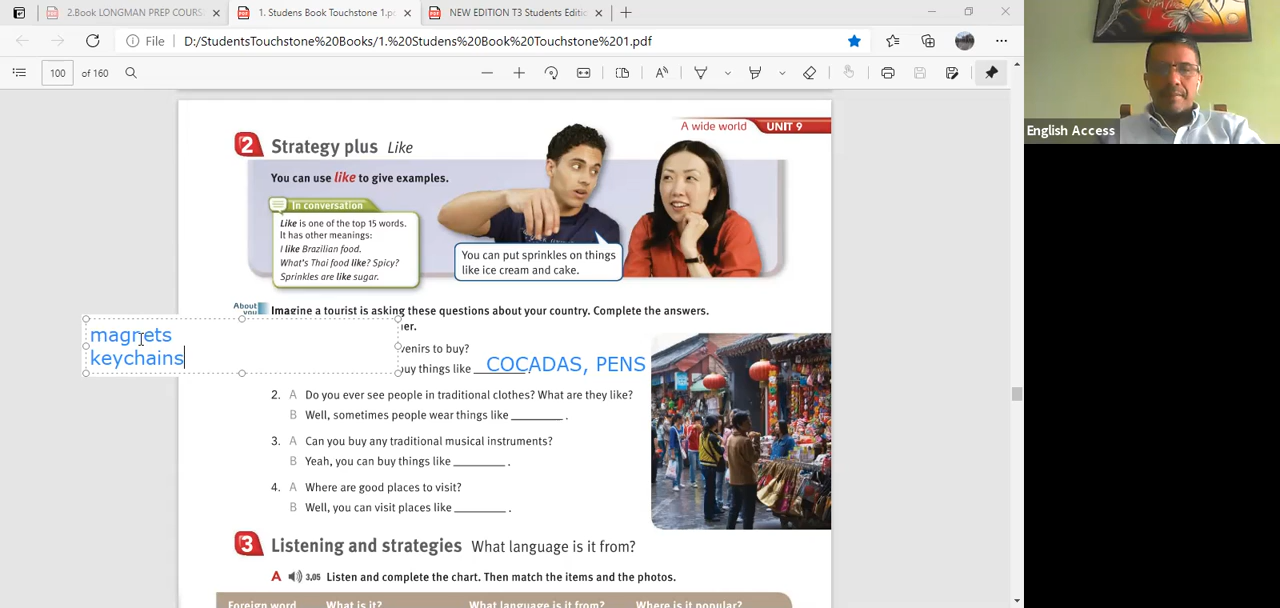 2.Book LONGMAN PREP COURS
1. Studens Book Touchstone 1.p
NEW EDITION T3 Students Editi
File
D:/StudentsTouchstone%20Books/1.%20Studens%20Book%20Touchstone%201.pdf
100
of 160
A wide world UNIT 9
2 Strategy plus Like
You can use like to give examples.
In conversation
Like is one of the top 15 words.
It has other meanings:
I like Brazilian food.
What's Thai food like? Spicy?
Sprinkles are like sugar.
You can put sprinkles on things
like ice cream and cake.
About
you
Imagine a tourist is asking these questions about your country. Complete the answers.
er.
magnets
keychains
venirs to buy?
buy things like
COCADAS, PENS
2. A Do you ever see people in traditional clothes? What are they like?
B Well, sometimes people wear things like ________ .
3. A Can you buy any traditional musical instruments?
B Yeah, you can buy things like ________ .
4. A Where are good places to visit?
B Well, you can visit places like ________ .
3 Listening and strategies What language is it from?
A 3.05 Listen and complete the chart. Then match the items and the photos.
Foreign word What is it? What language is it from? Where is it popular?
English Access